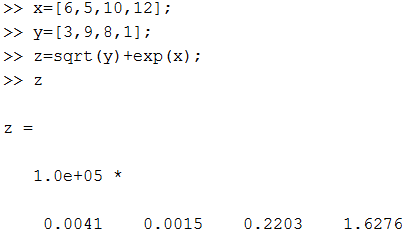 >> x=[6,5,10,12];
>> y=[3,9,8,1];
>> z=sqrt(y)+exp(x);
>> z
z =
1.0e+05 *
0.0041 0.0015 0.2203 1.6276